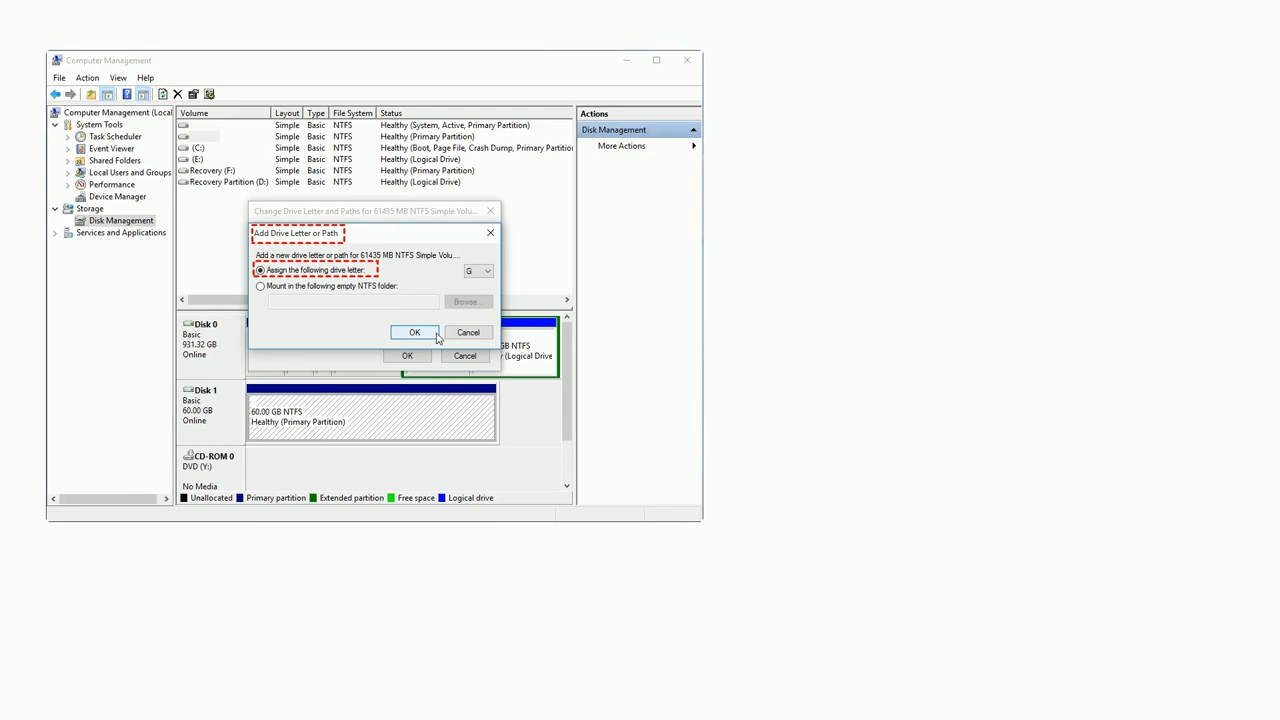 Computer Management
File Action View Help
Computer Management (Local
System Tools
Task Scheduler
Event Viewer
Shared Folders
Local Users and Groups
Performance
Device Manager
Storage
Disk Management
Services and Applications
Volume Layout Type File System Status
Simple Basic NTFS Healthy (System, Active, Primary Partition)
Simple Basic NTFS Healthy (Primary Partition)
(C:) Simple Basic NTFS Healthy (Boot, Page File, Crash Dump, Primary Partition
(E:) Simple Basic NTFS Healthy (Logical Drive)
Recovery (F:) Simple Basic NTFS Healthy (Primary Partition)
Recovery Partition (D:) Simple Basic NTFS Healthy (Logical Drive)
Actions
Disk Management
More Actions
Change Drive Letter and Paths for 61435 MB NTFS Simple Volu...
Add Drive Letter or Path
Add a new drive letter or path for 61435 MB NTFS Simple Volu....
Assign the following drive letter: G
Mount in the following empty NTFS folder:
Browse...
OK Cancel
OK Cancel
Disk 0
Basic
931.32 GB
Online
GB NTFS
(Logical Drive
Disk 1
Basic
60.00 GB
Online
60.00 GB NTFS
Healthy (Primary Partition)
CD-ROM 0
DVD (Y:)
No Media
Unallocated Primary partition Extended partition Free space Logical drive